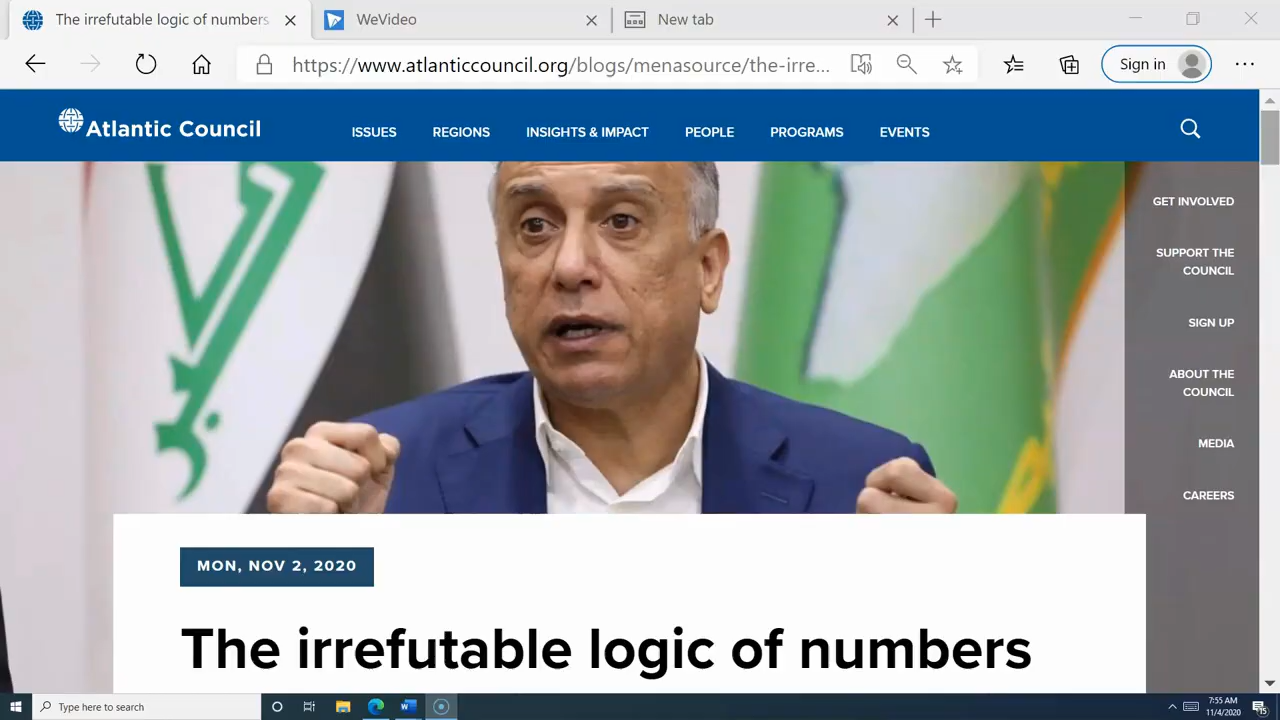 The irrefutable logic of numbers
WeVideo
New tab
https://www.atlanticcouncil.org/blogs/menasource/the-irre...
Sign in
Atlantic Council
ISSUES
REGIONS
INSIGHTS & IMPACT
PEOPLE
PROGRAMS
EVENTS
GET INVOLVED
SUPPORT THE
COUNCIL
SIGN UP
ABOUT THE
COUNCIL
MEDIA
CAREERS
MON, NOV 2, 2020
The irrefutable logic of numbers
Type here to search
7:55 AM
11/4/2020
15